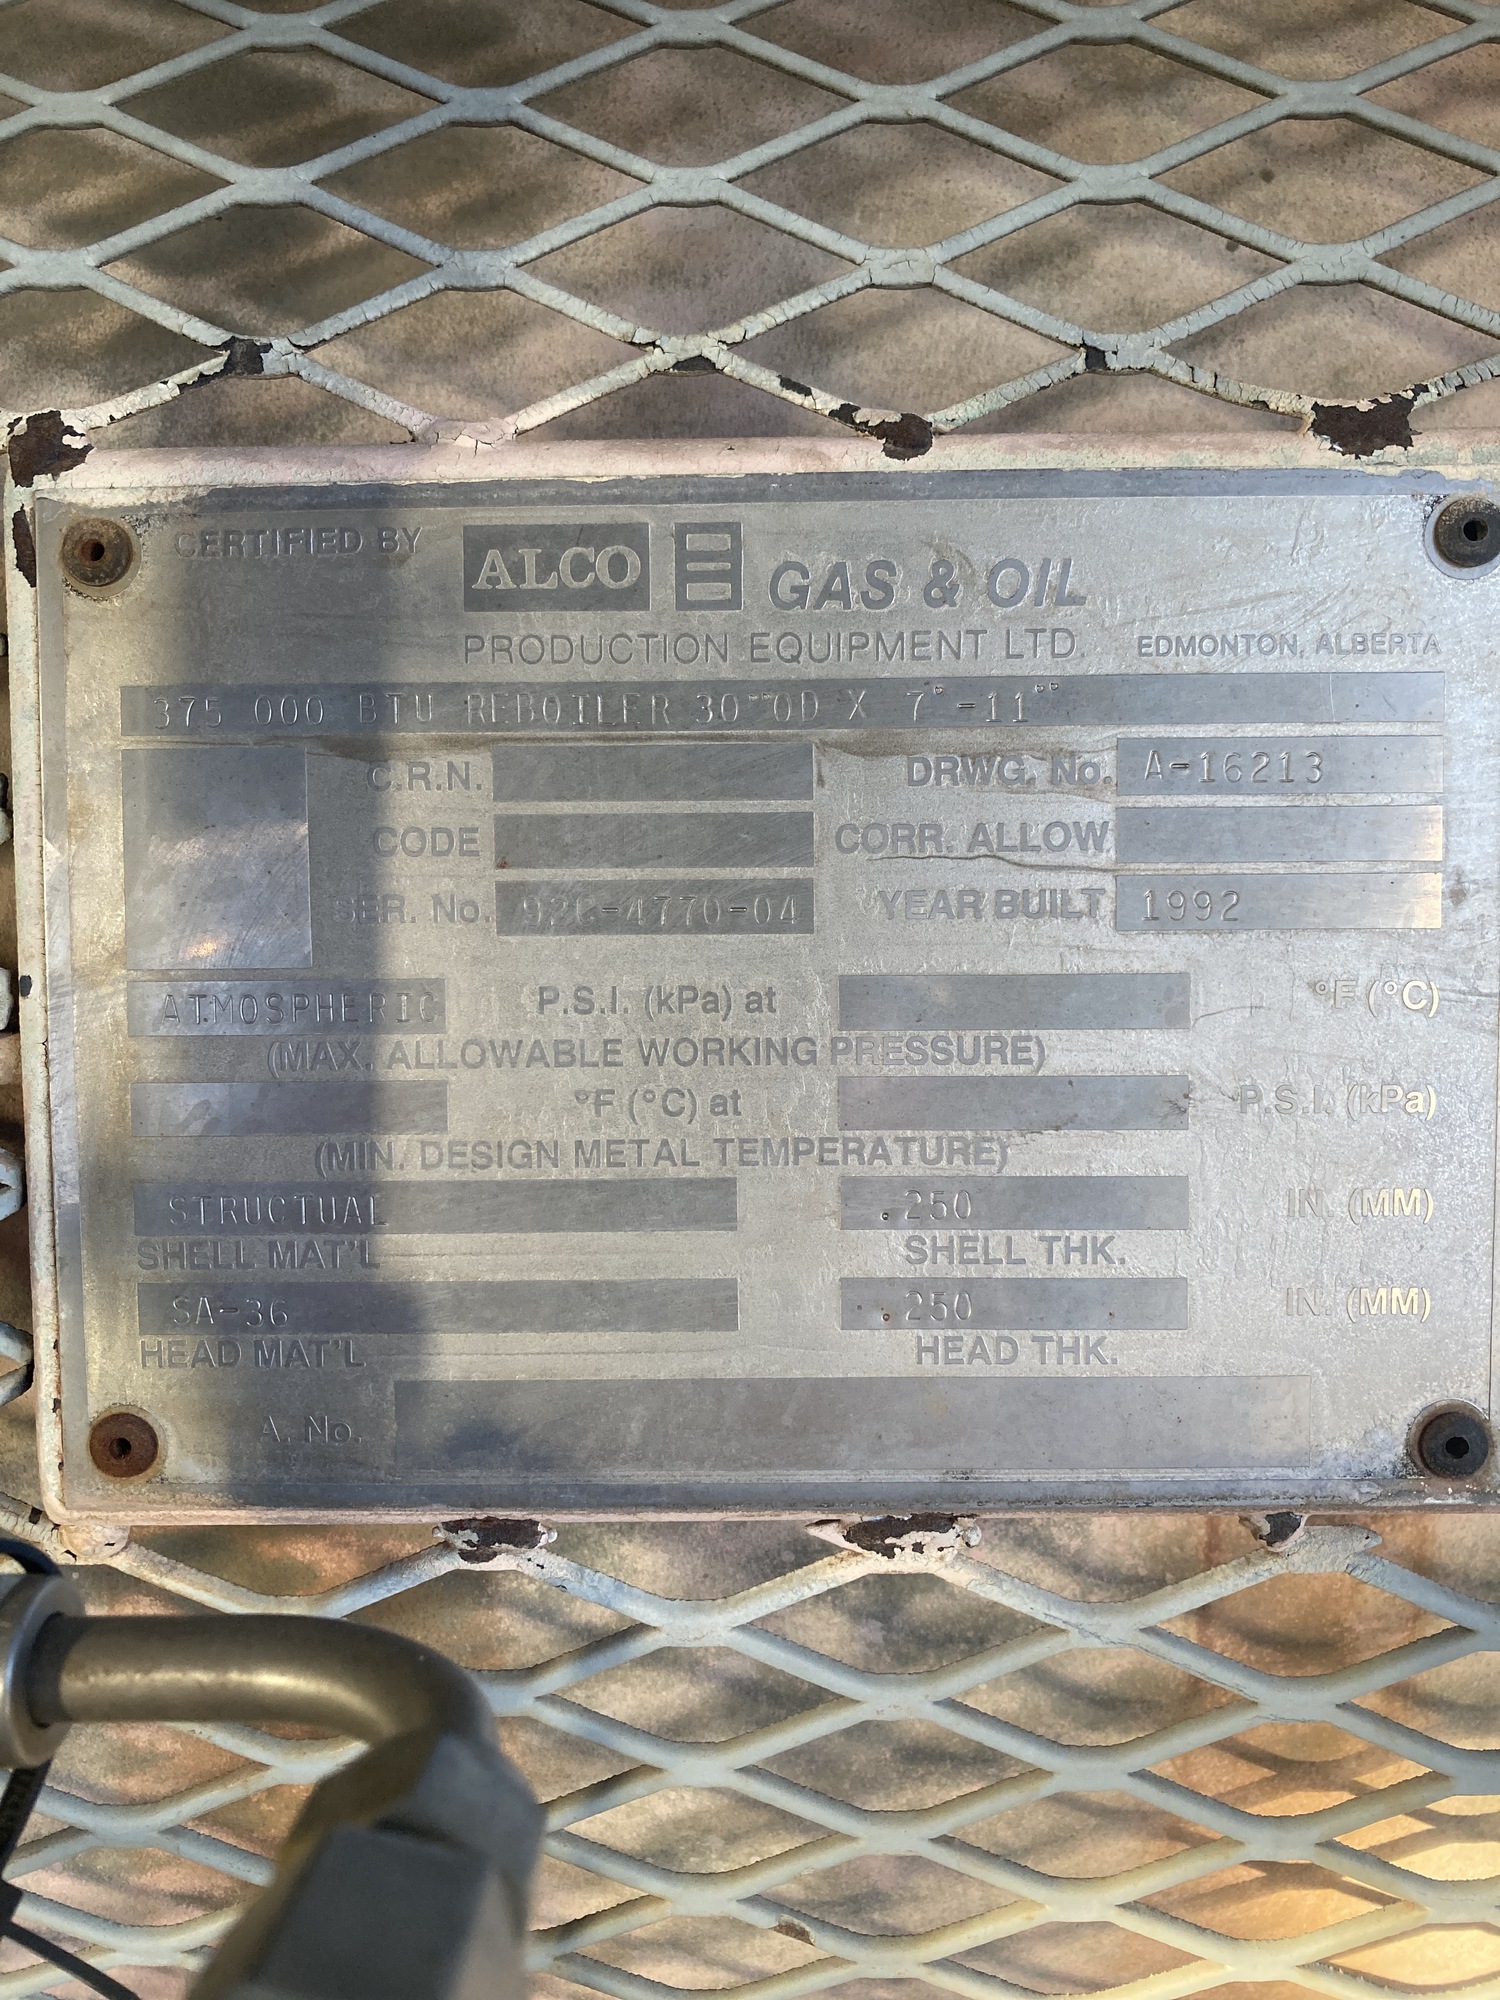 CERTIFIED BY ALCO GAS & OIL
PRODUCTION EQUIPMENT LTD. EDMONTON, ALBERTA
375 000 BTU REBOILER 30"OD X 7'-11"
C.R.N. DRWG. No. A-16213
CODE CORR. ALLOW
SER. No. 92C-4770-04 YEAR BUILT 1992
ATMOSPHERIC P.S.I. (kPa) at °F (°C)
(MAX. ALLOWABLE WORKING PRESSURE)
°F (°C) at P.S.I. (kPa)
(MIN. DESIGN METAL TEMPERATURE)
STRUCTUAL .250 IN. (MM)
SHELL MAT'L SHELL THK.
SA-36 .250 IN. (MM)
HEAD MAT'L HEAD THK.
A. No.